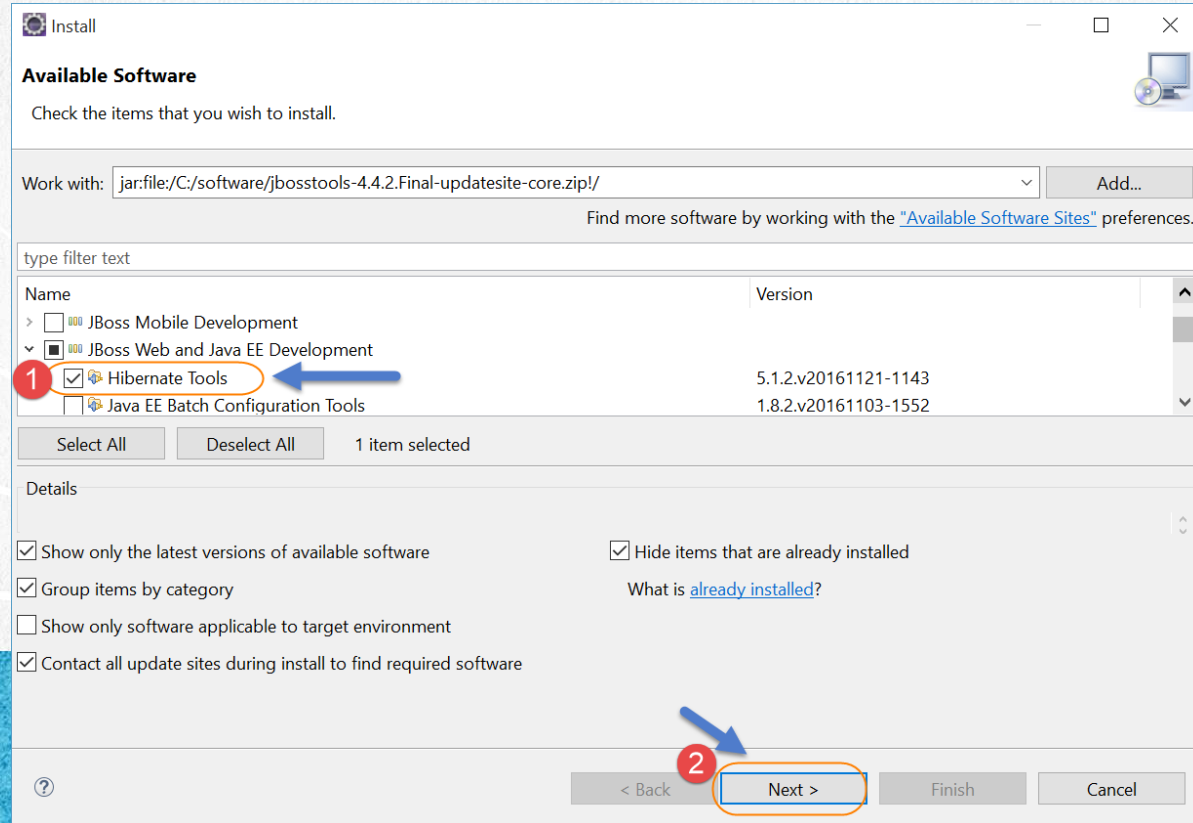 Install
Available Software
Check the items that you wish to install.
Work with: jar:file:/C:/software/jbosstools-4.4.2.Final-updatesite-core.zip!/ Add...
Find more software by working with the "Available Software Sites" preferences.
type filter text
Name Version
JBoss Mobile Development
JBoss Web and Java EE Development
1 Hibernate Tools 5.1.2.v20161121-1143
Java EE Batch Configuration Tools 1.8.2.v20161103-1552
Select All Deselect All 1 item selected
Details
Show only the latest versions of available software Hide items that are already installed
Group items by category What is already installed?
Show only software applicable to target environment
Contact all update sites during install to find required software
2
? < Back Next > Finish Cancel